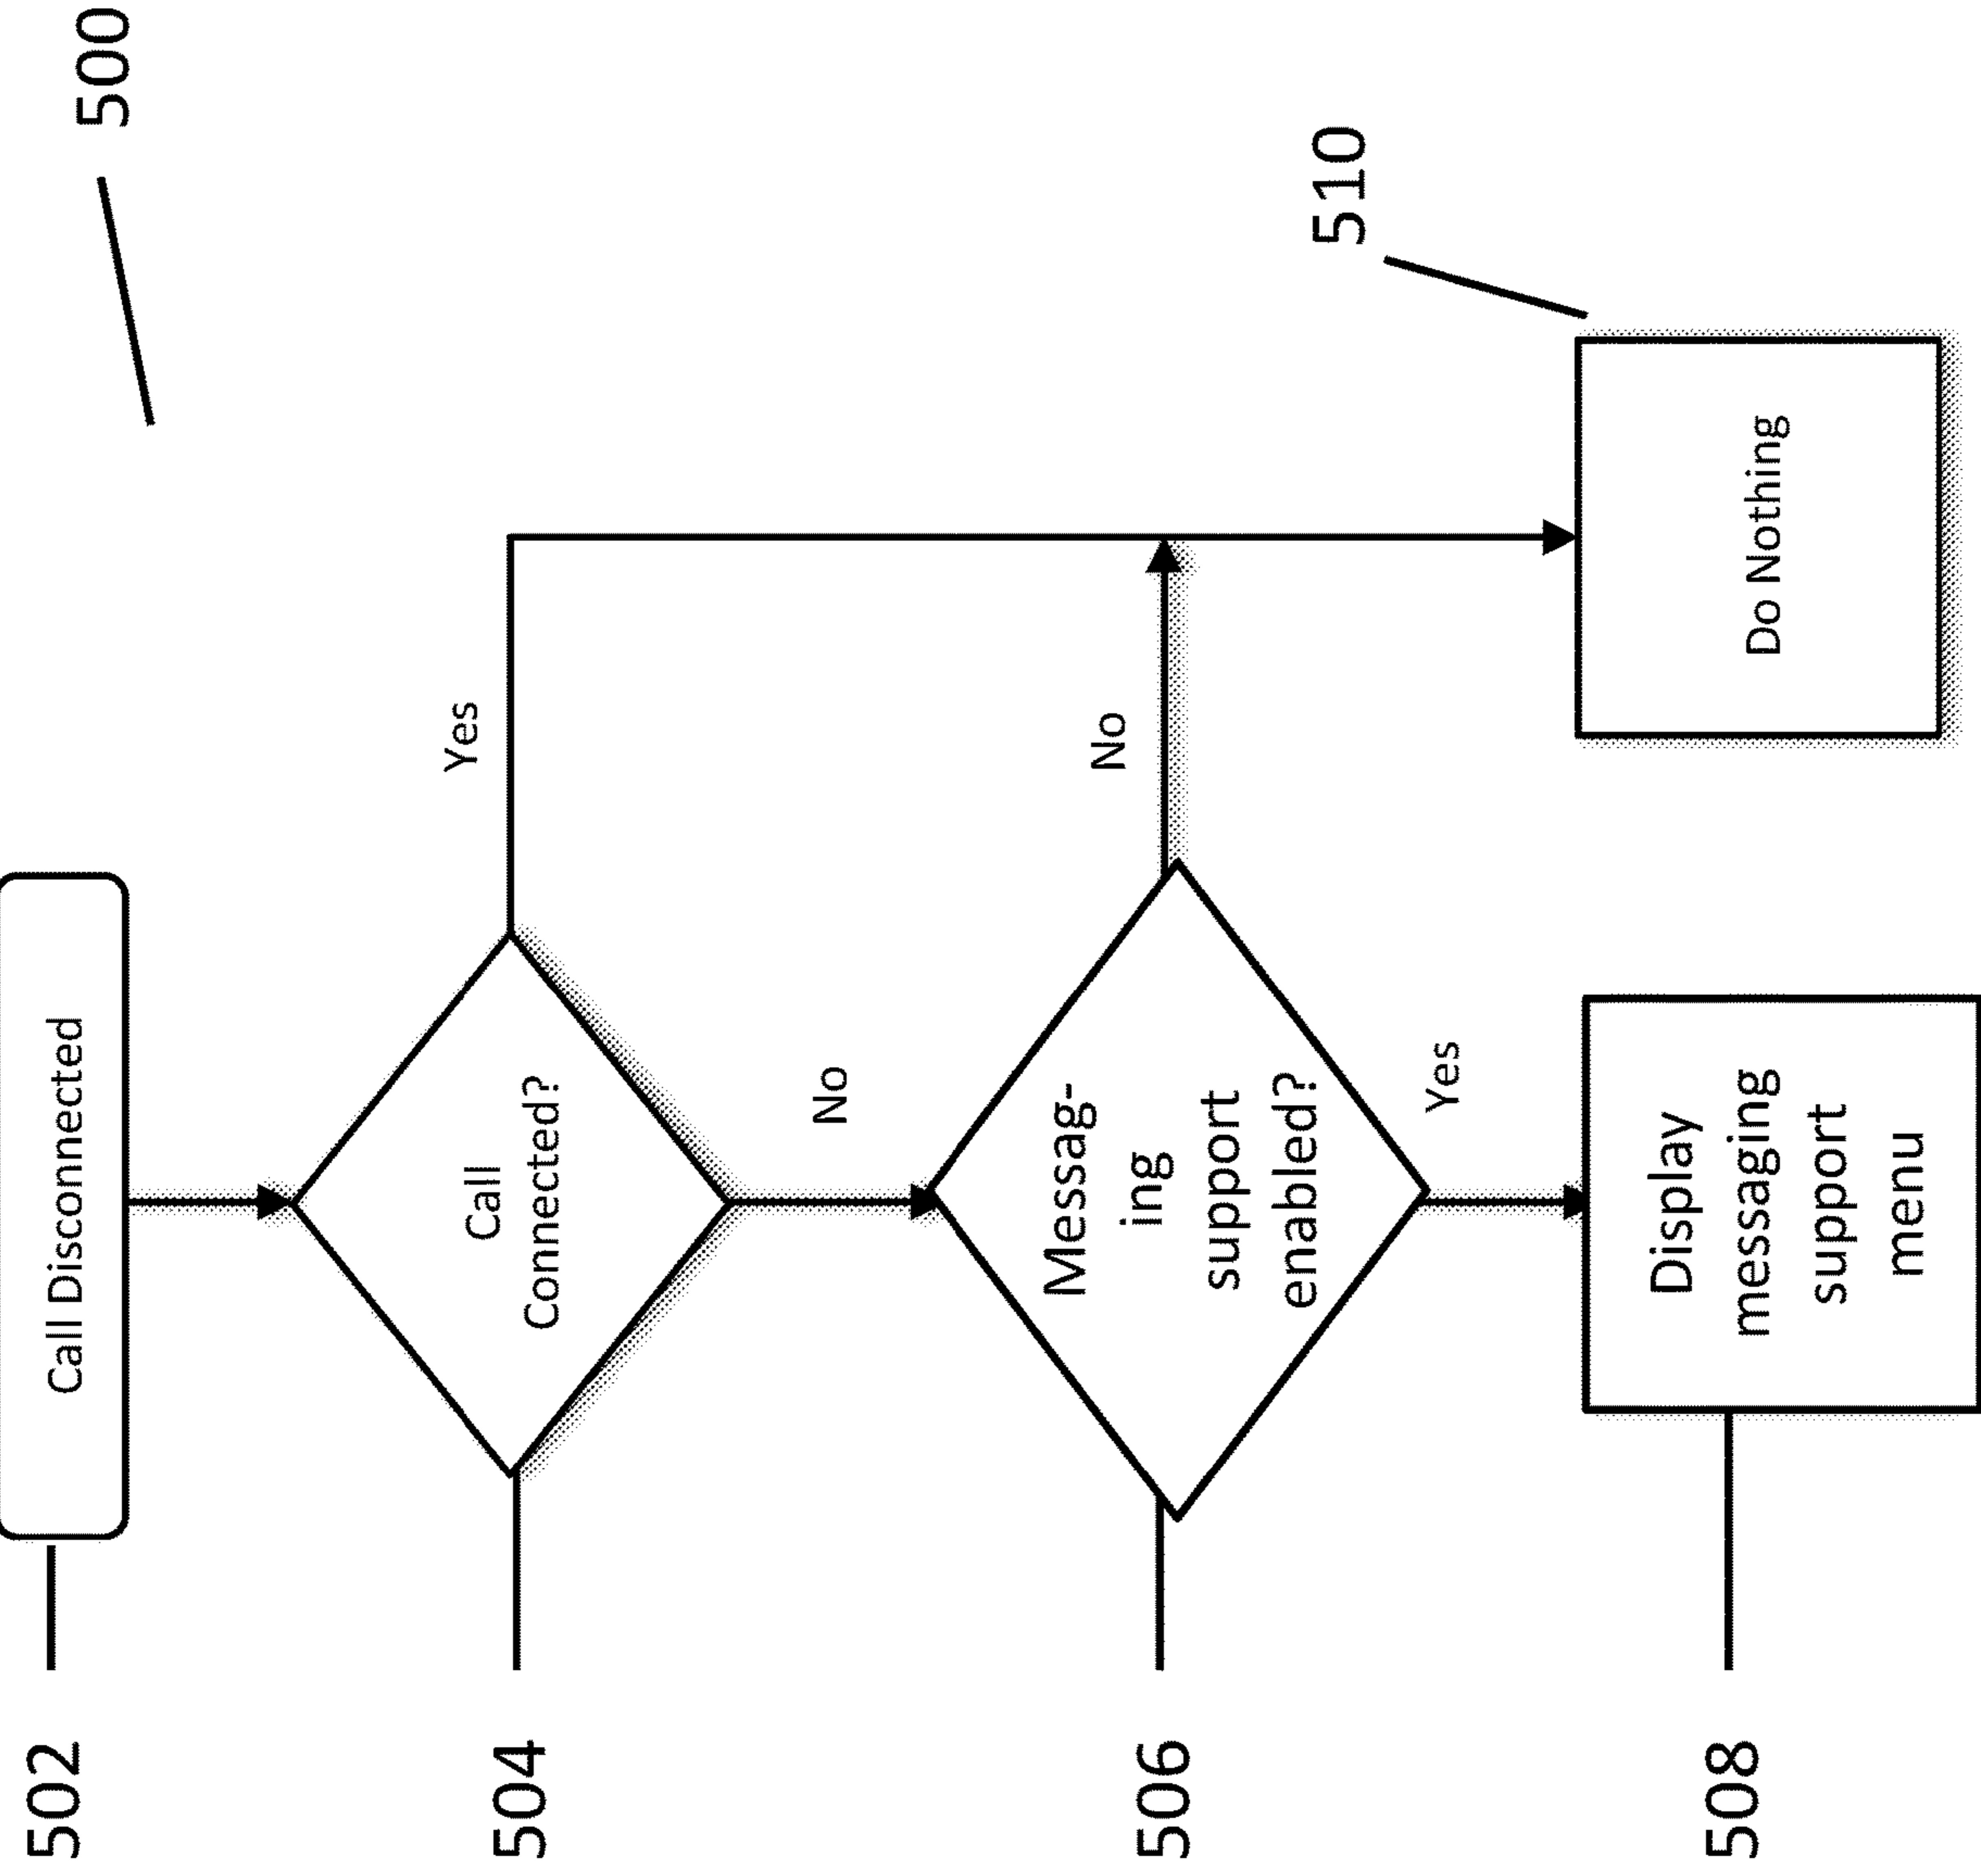 500
502
Call Disconnected
504
Call
Connected?
Yes
No
506
Messag-
ing
support
enabled?
No
Yes
508
Display
messaging
support
menu
510
Do Nothing